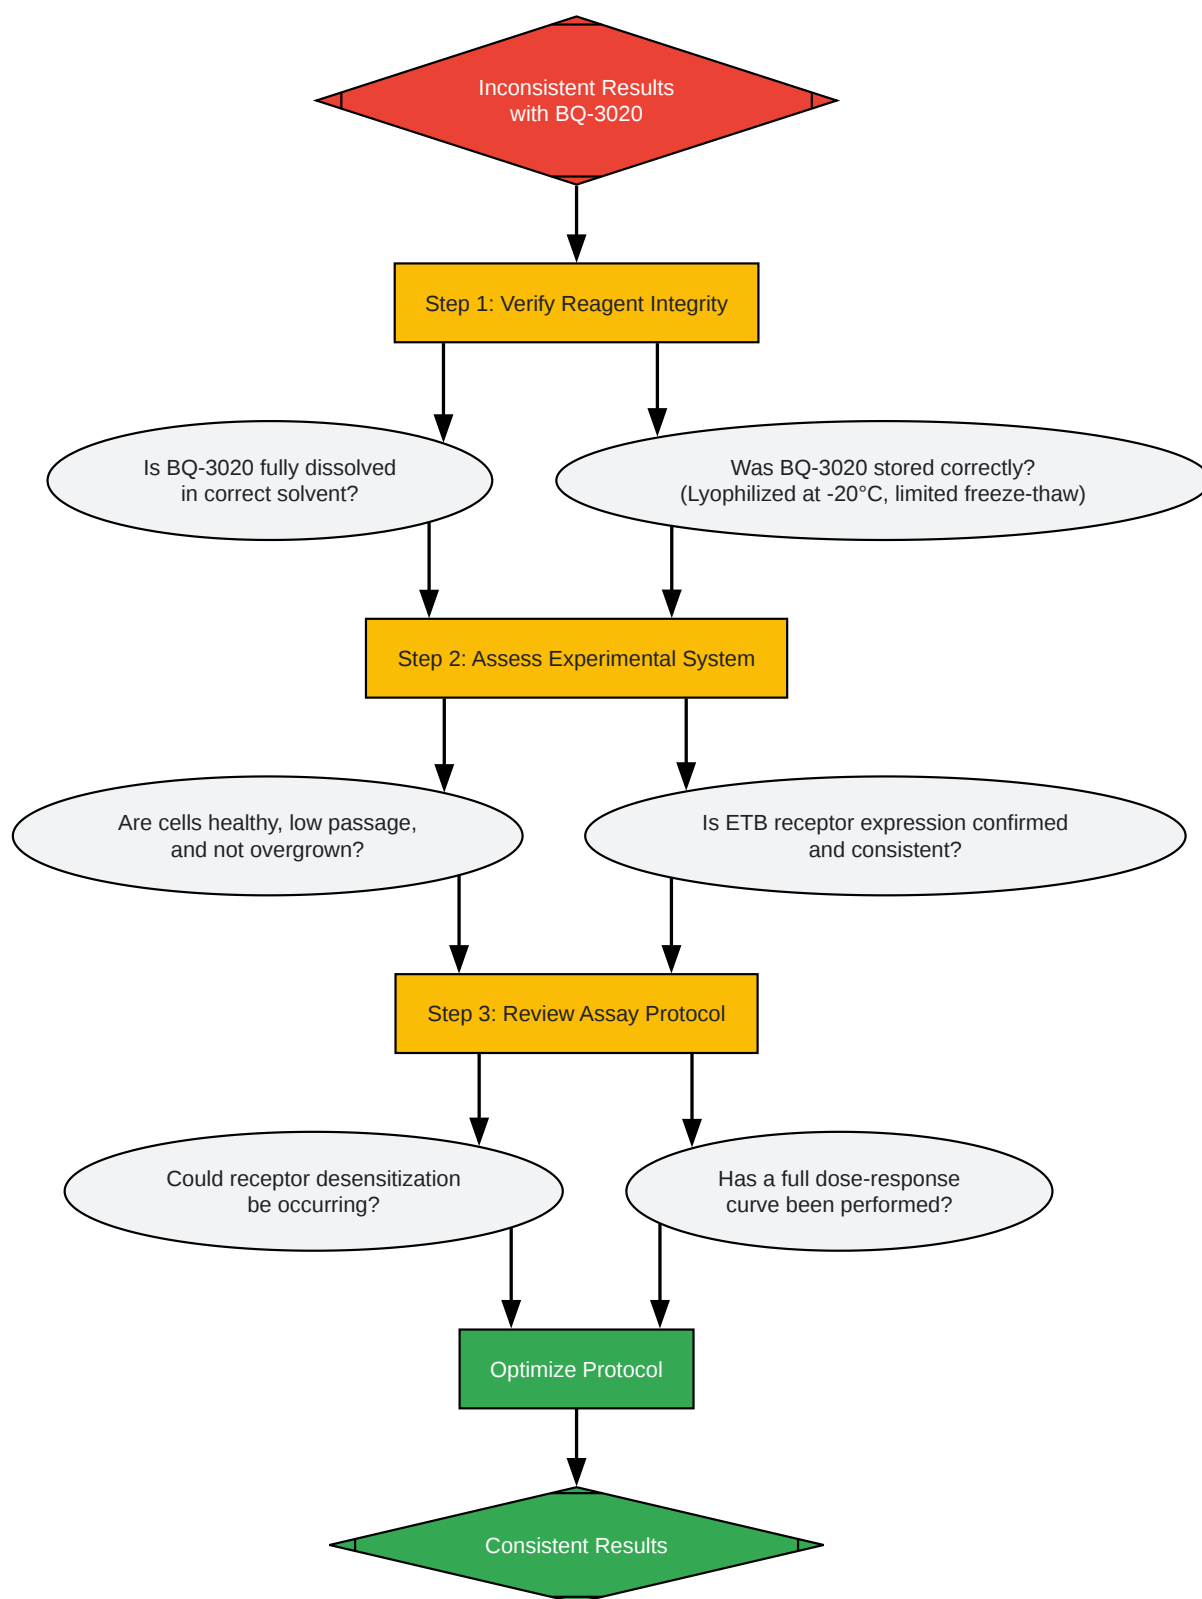 Inconsistent Results
with BQ-3020
Step 1: Verify Reagent Integrity
Is BQ-3020 fully dissolved
in correct solvent?
Was BQ-3020 stored correctly?
(Lyophilized at -20°C, limited freeze-thaw)
Step 2: Assess Experimental System
Are cells healthy, low passage,
and not overgrown?
Is ETB receptor expression confirmed
and consistent?
Step 3: Review Assay Protocol
Could receptor desensitization
be occurring?
Has a full dose-response
curve been performed?
Optimize Protocol
Consistent Results